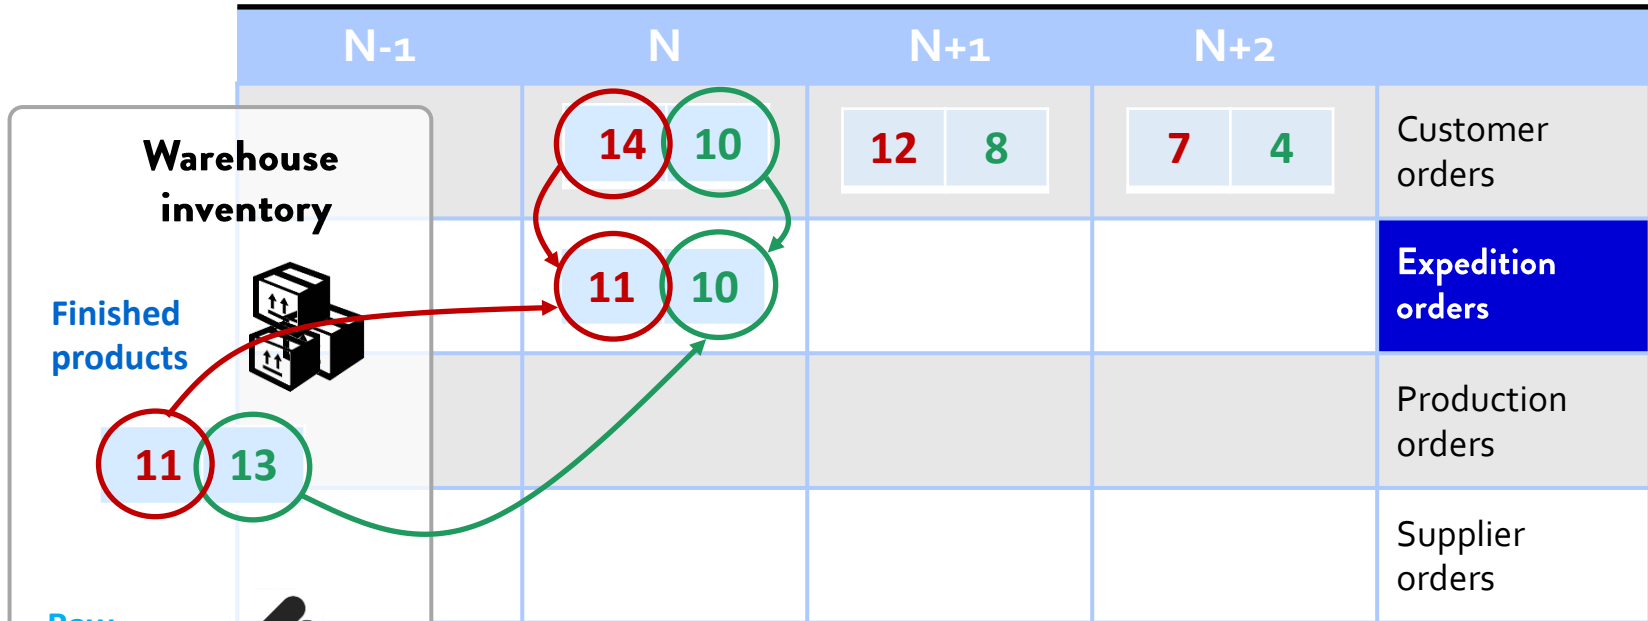 N-1 N N+1 N+2
14 10 12 8 7 4 Customer
orders
Warehouse
inventory
11 10 Expedition
orders
Finished
products
Production
orders
11 13
Supplier
orders